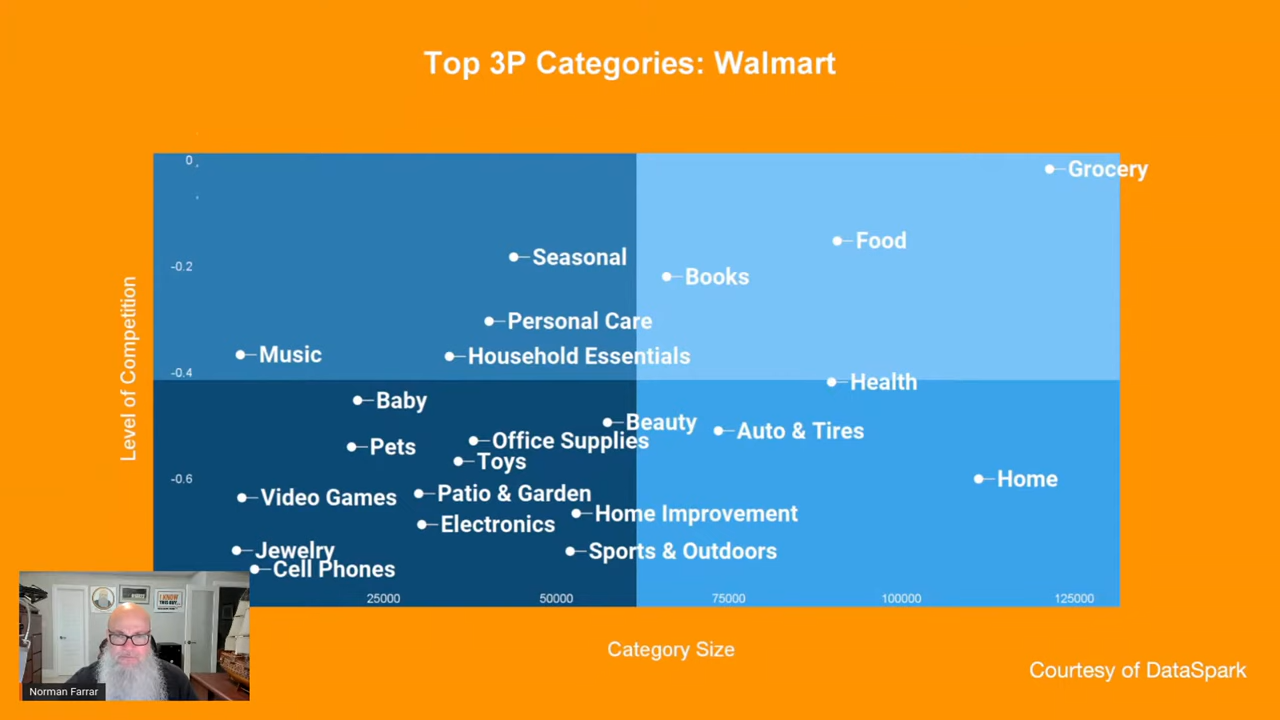 Top 3P Categories: Walmart
0
Grocery
Food
Seasonal
-0.2
Books
Level of Competition
Personal Care
Music
Household Essentials
-0.4
Health
Baby
Beauty
Auto & Tires
Office Supplies
Pets
Toys
-0.6
Home
Video Games
Patio & Garden
Home Improvement
Electronics
Jewelry
Sports & Outdoors
Cell Phones
25000
50000
75000
100000
125000
Category Size
Courtesy of DataSpark
Norman Farrar